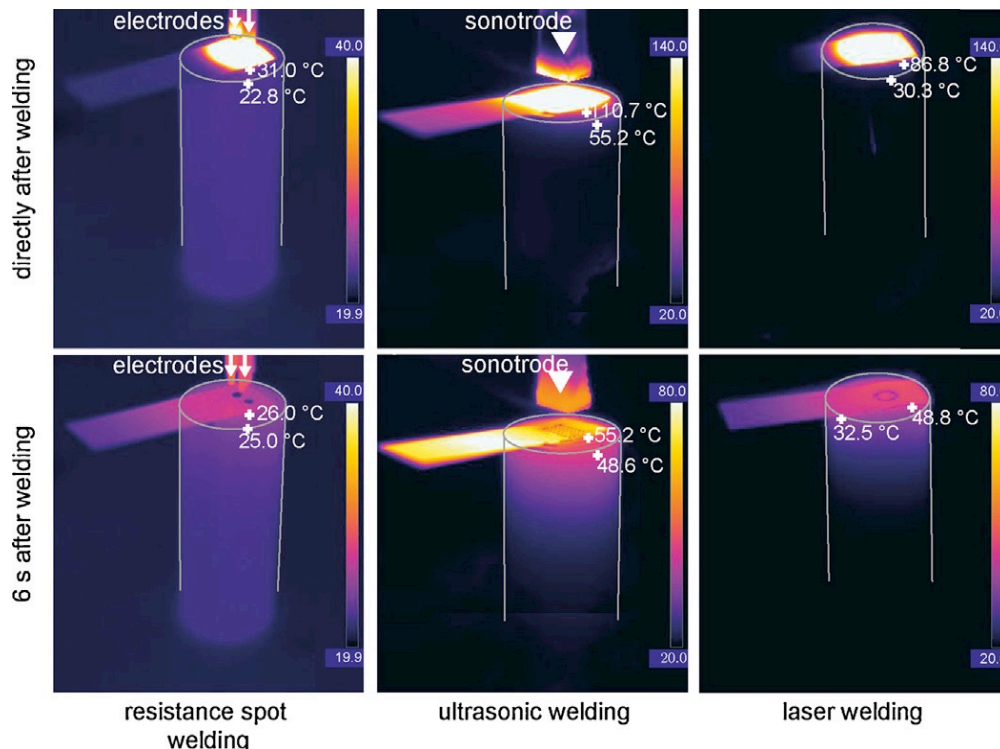 electrodes
40.0
31.0 °C
22.8 °C
19.9
sonotrode
140.0
110.7 °C
55.2 °C
20.0
140.0
86.8 °C
30.3 °C
20.0
directly after welding
electrodes
40.0
26.0 °C
25.0 °C
19.9
sonotrode
80.0
55.2 °C
48.6 °C
20.0
80.
48.8 °C
32.5 °C
20.
6 s after welding
resistance spot
welding
ultrasonic welding
laser welding